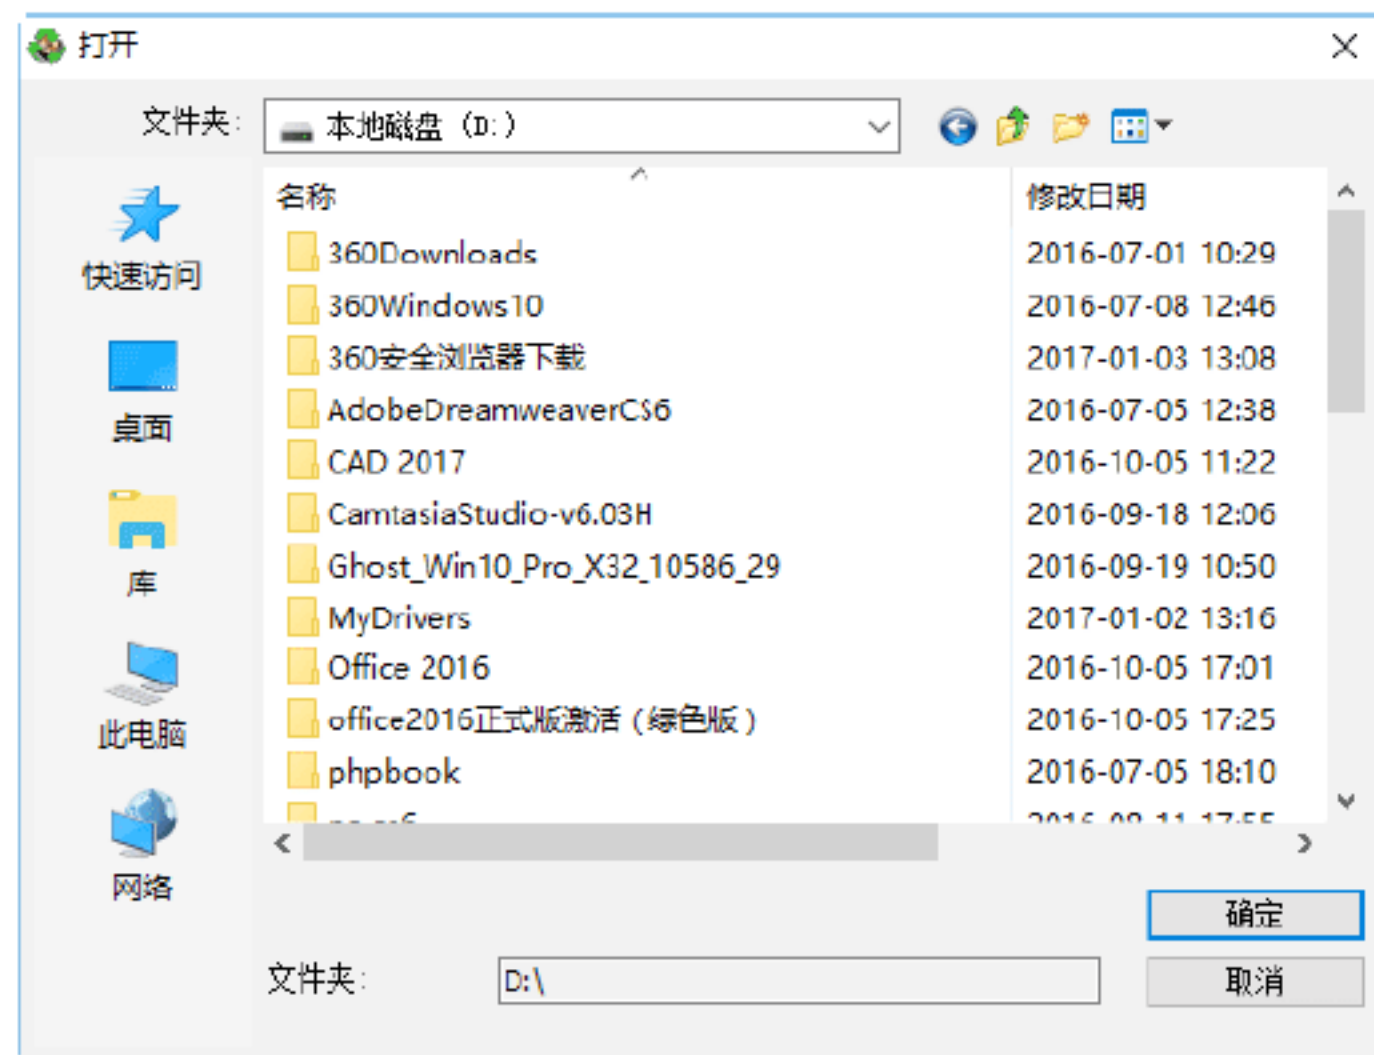 打开
文件夹:
本地磁盘 (D:)
名称 修改日期
360Downloads 2016-07-01 10:29
360Windows10 2016-07-08 12:46
360安全浏览器下载 2017-01-03 13:08
AdobeDreamweaverCS6 2016-07-05 12:38
CAD 2017 2016-10-05 11:22
CamtasiaStudio-v6.03H 2016-09-18 12:06
Ghost_Win10_Pro_X32_10586_29 2016-09-19 10:50
MyDrivers 2017-01-02 13:16
Office 2016 2016-10-05 17:01
office2016正式版激活（绿色版） 2016-10-05 17:25
phpbook 2016-07-05 18:10
快速访问
桌面
库
此电脑
网络
确定
文件夹:
D:\
取消